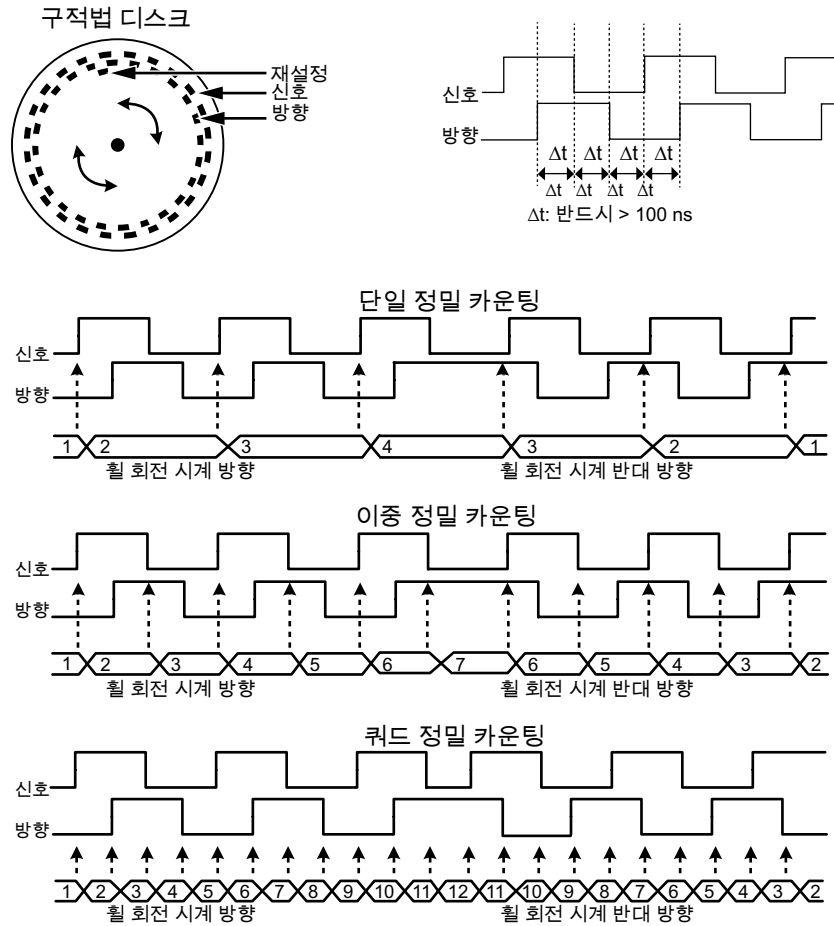 구적법 디스크
재설정
신호
방향
신호
방향
Δt Δt Δt Δt
Δt Δt Δt Δt
Δt: 반드시 > 100 ns
단일 정밀 카운팅
신호
방향
1 2 3 4 3 2 1
휠 회전 시계 방향 휠 회전 시계 반대 방향
이중 정밀 카운팅
신호
방향
1 2 3 4 5 6 7 6 5 4 3 2
휠 회전 시계 방향 휠 회전 시계 반대 방향
쿼드 정밀 카운팅
신호
방향
1 2 3 4 5 6 7 8 9 10 11 12 11 10 9 8 7 6 5 4 3 2
휠 회전 시계 방향 휠 회전 시계 반대 방향